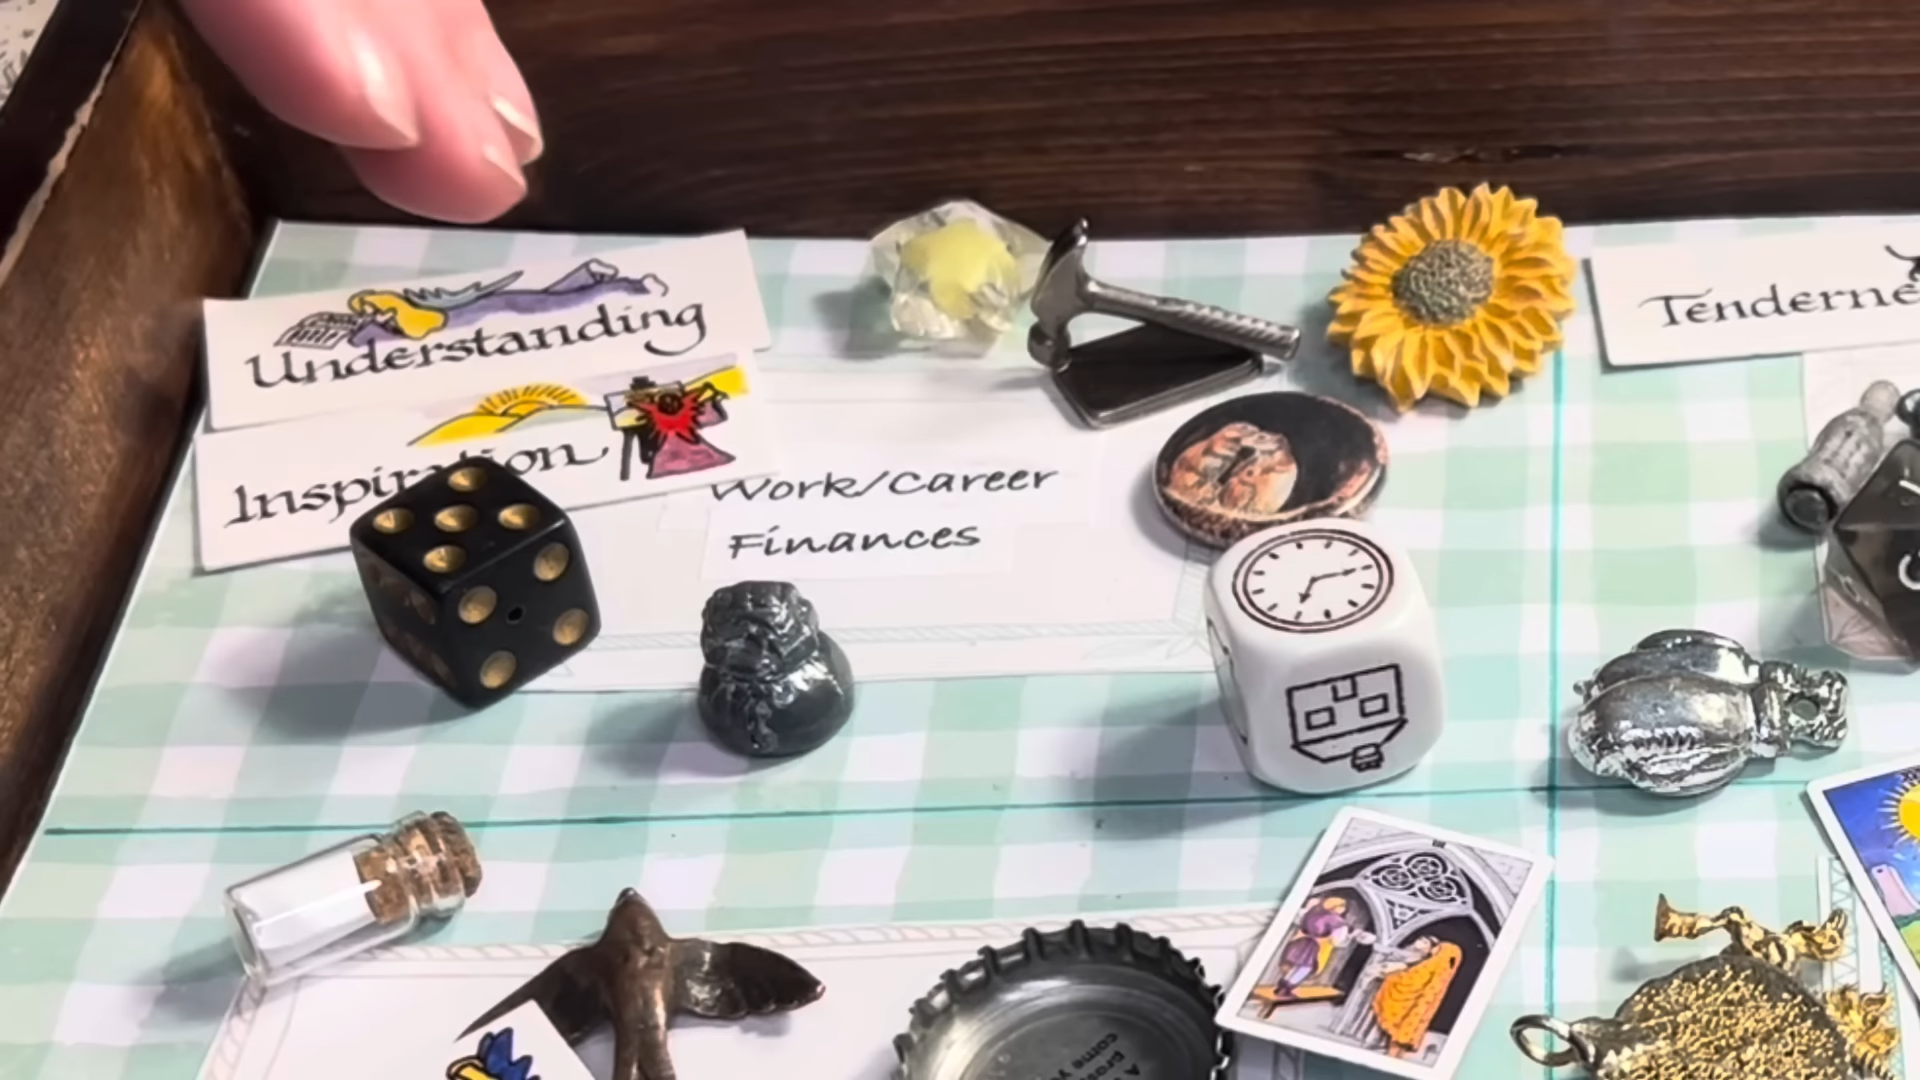 Understanding
Inspiration
Work/Career
Finances
Tenderne